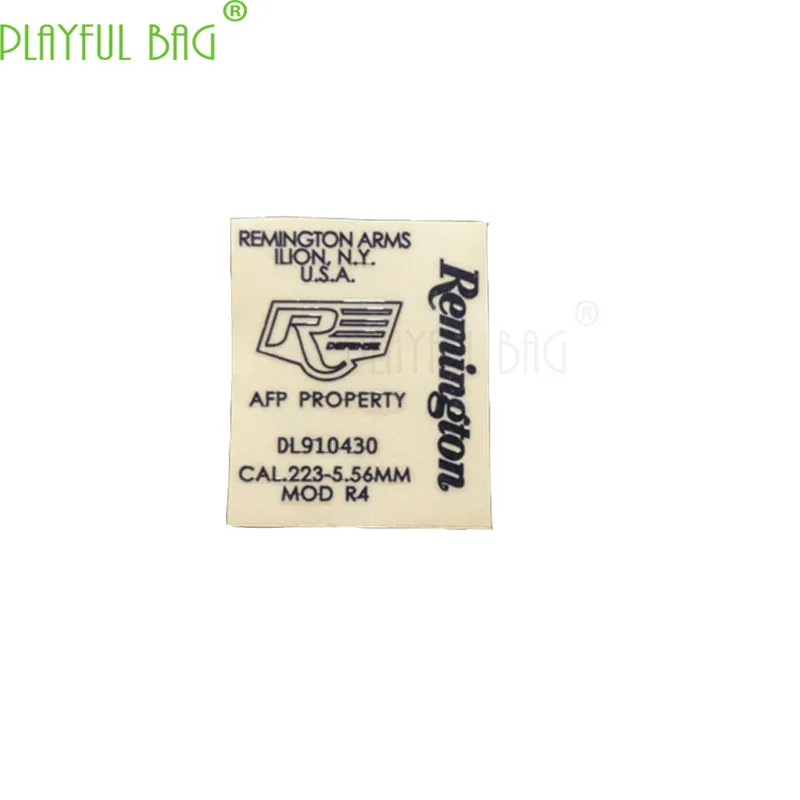 PLAYFUL BAG®
REMINGTON ARMS
ILION, N.Y.
U.S.A.
R
DEFENSE
AFP PROPERTY
DL910430
CAL.223-5.56MM
MOD R4
Remington
PLAYFUL BAG®